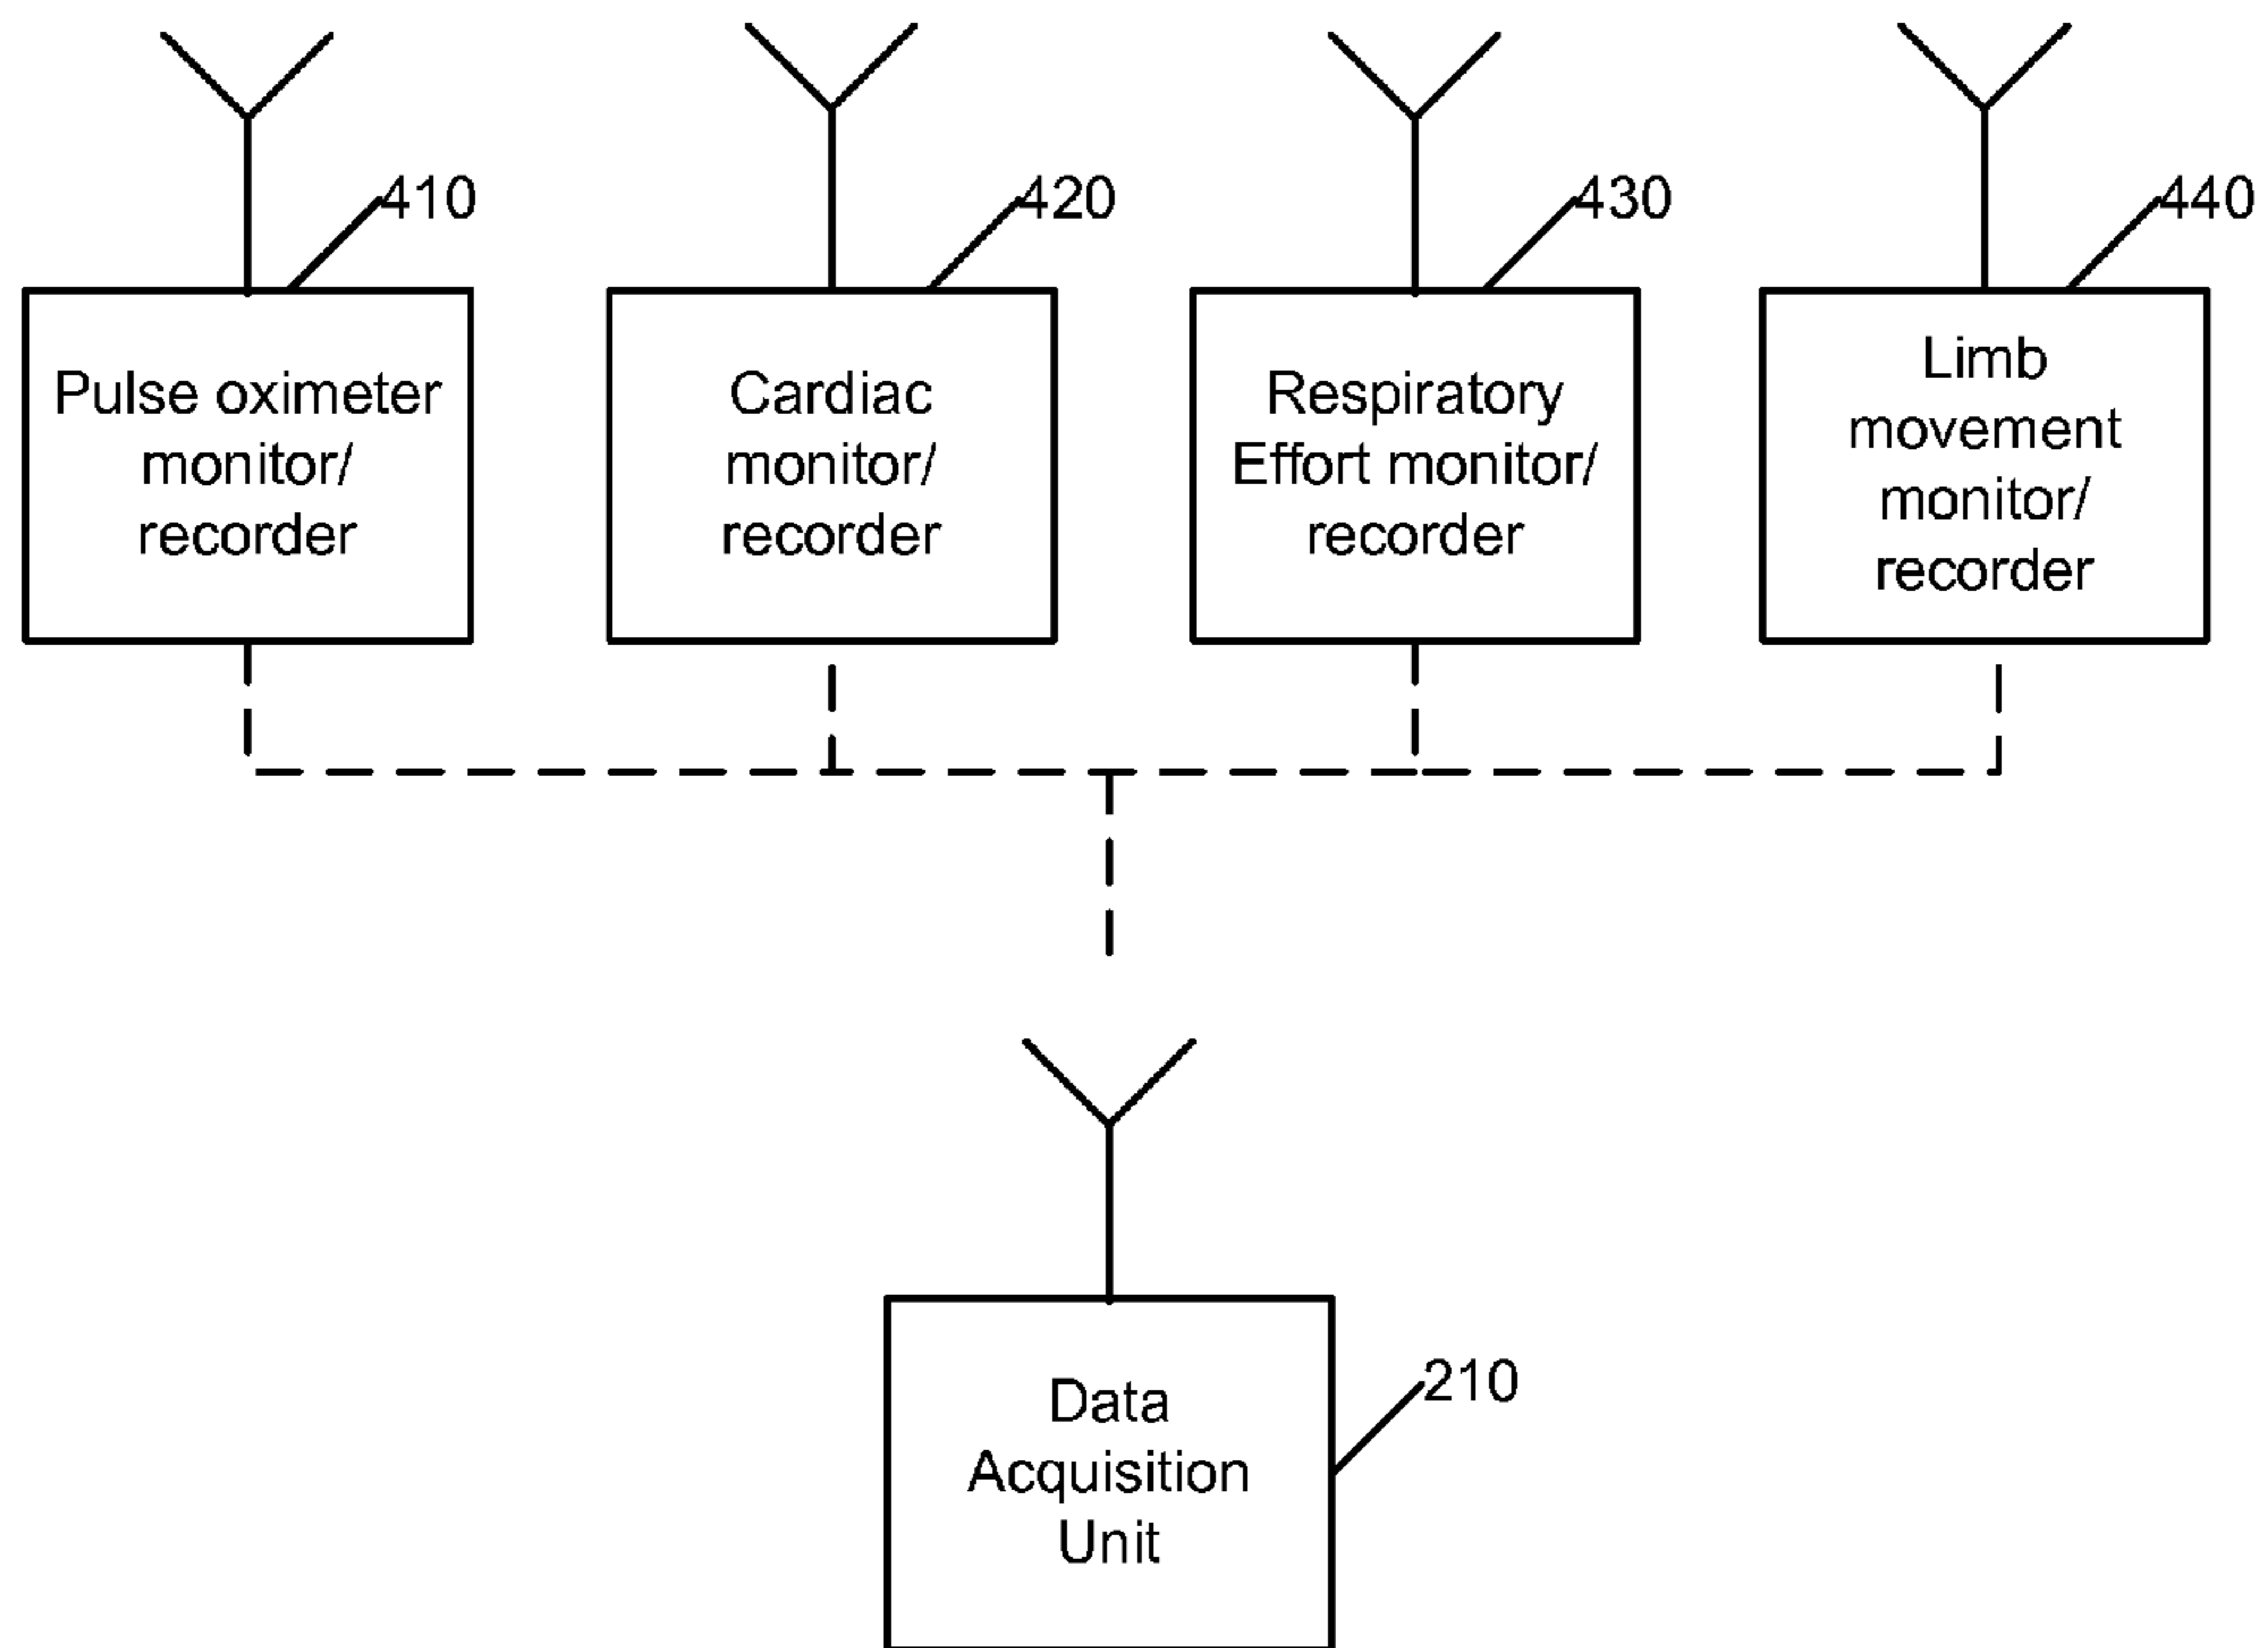 410
420
430
440
Pulse oximeter
monitor/
recorder
Cardiac
monitor/
recorder
Respiratory
Effort monitor/
recorder
Limb
movement
monitor/
recorder
210
Data
Acquisition
Unit